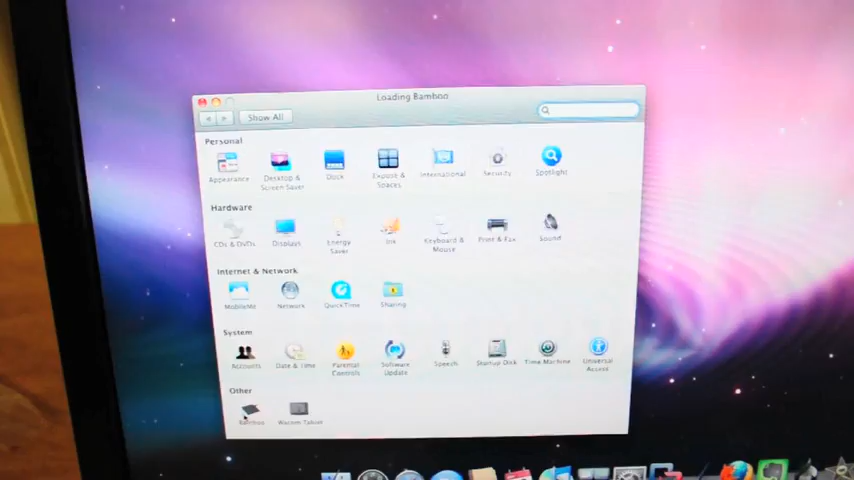 Loading Bamboo
Show All
Personal
Appearance
Desktop &
Screen Saver
Dock
Exposé &
Spaces
International
Security
Spotlight
Hardware
CDs & DVDs
Displays
Energy
Saver
Ink
Keyboard &
Mouse
Print & Fax
Sound
Internet & Network
MobileMe
Network
QuickTime
Sharing
System
Accounts
Date & Time
Parental
Controls
Software
Update
Speech
Startup Disk
Time Machine
Universal
Access
Other
Bamboo
Wacom Tablet